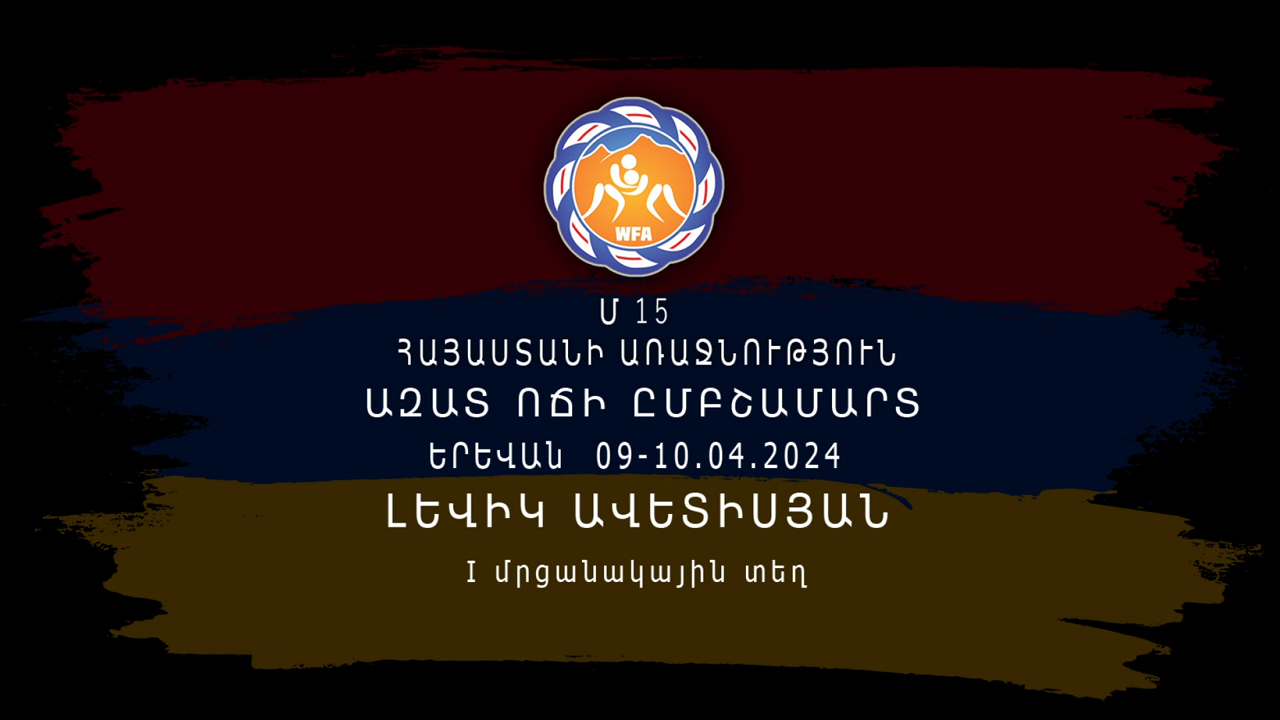 WFA
Մ 15
ՀԱՅԱՍՏԱՆԻ ԱՌԱՋՆՈՒԹՅՈՒՆ
ԱԶԱՏ ՈՃԻ ԸՄԲՇԱՄԱՐՏ
ԵՐԵՎԱՆ 09-10.04.2024
ԼԵՎԻԿ ԱՎԵՏԻՍՅԱՆ
I մրցանակային տեղ